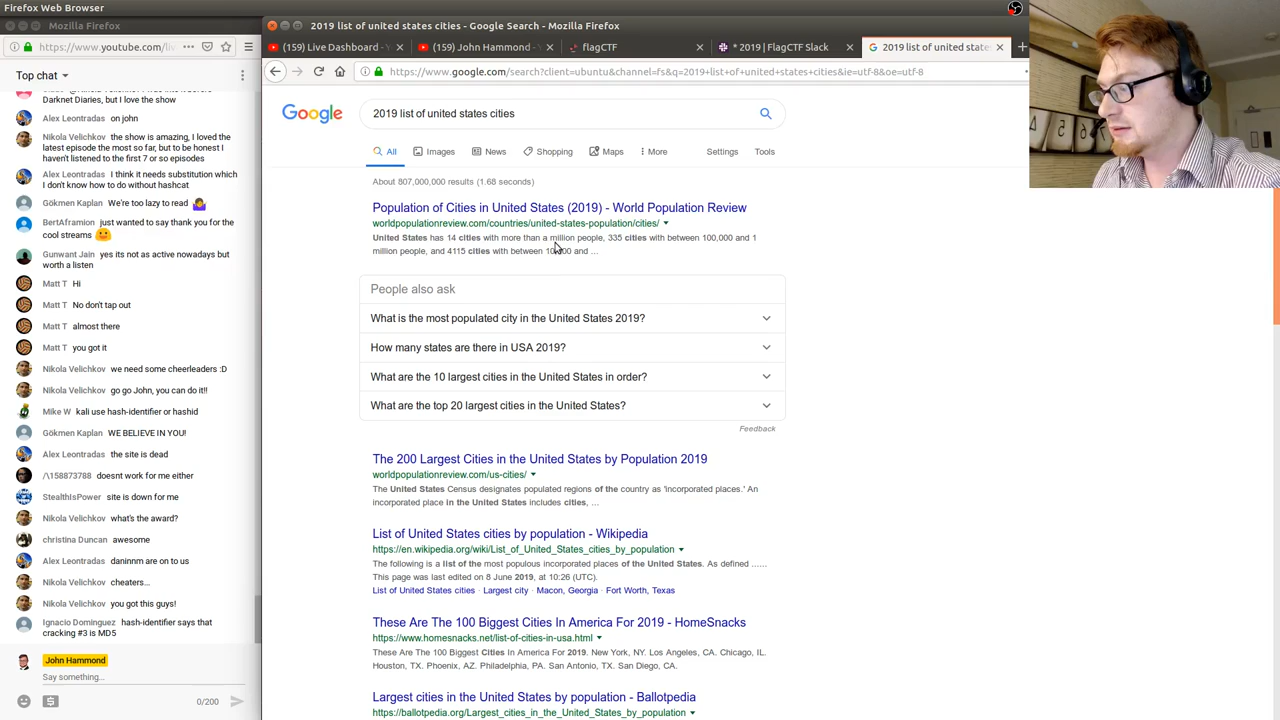 Firefox Web Browser
Mozilla Firefox
https://www.youtube.com/liv
Top chat
Darknet Diaries, but I love the show
Alex Leontradas on john
Nikola Velichkov the show is amazing, I loved the
latest episode the most so far, but to be honest I
haven't listened to the first 7 or so episodes
Alex Leontradas I think it needs substitution which
I don't know how to do without hashcat
Gökmen Kaplan We're too lazy to read
BertAframion just wanted to say thank you for the
cool streams
Gunwant Jain yes its not as active nowadays but
worth a listen
Matt T Hi
Matt T No don't tap out
Matt T almost there
Matt T you got it
Nikola Velichkov we need some cheerleaders :D
Nikola Velichkov go go John, you can do it!!
Mike W kali use hash-identifier or hashid
Gökmen Kaplan WE BELIEVE IN YOU!
Alex Leontradas the site is dead
/\158873788 doesnt work for me either
StealthisPower site is down for me
Nikola Velichkov what's the award?
christina Duncan awesome
Alex Leontradas daninnm are on to us
Nikola Velichkov cheaters...
Nikola Velichkov you got this guys!
Ignacio Dominguez hash-identifier says that
cracking #3 is MD5
John Hammond
Say something...
0/200
2019 list of united states cities - Google Search - Mozilla Firefox
(159) Live Dashboard - Y
(159) John Hammond - Y
flagCTF
* 2019 | FlagCTF Slack
2019 list of united state
https://www.google.com/search?client=ubuntu&channel=fs&q=2019+list+of+united+states+cities&ie=utf-8&oe=utf-8
Google
2019 list of united states cities
All Images News Shopping Maps More Settings Tools
About 807,000,000 results (1.68 seconds)
Population of Cities in United States (2019) - World Population Review
worldpopulationreview.com/countries/united-states-population/cities/
United States has 14 cities with more than a million people, 335 cities with between 100,000 and 1
million people, and 4115 cities with between 10,000 and ...
People also ask
What is the most populated city in the United States 2019?
How many states are there in USA 2019?
What are the 10 largest cities in the United States in order?
What are the top 20 largest cities in the United States?
Feedback
The 200 Largest Cities in the United States by Population 2019
worldpopulationreview.com/us-cities/
The United States Census designates populated regions of the country as 'incorporated places.' An
incorporated place in the United States includes cities, ...
List of United States cities by population - Wikipedia
https://en.wikipedia.org/wiki/List_of_United_States_cities_by_population
The following is a list of the most populous incorporated places of the United States. As defined ......
This page was last edited on 8 June 2019, at 10:26 (UTC).
List of United States cities · Largest city · Macon, Georgia · Fort Worth, Texas
These Are The 100 Biggest Cities In America For 2019 - HomeSnacks
https://www.homesnacks.net/list-of-cities-in-usa.html
These Are The 100 Biggest Cities In America For 2019. New York, NY. Los Angeles, CA. Chicago, IL.
Houston, TX. Phoenix, AZ. Philadelphia, PA. San Antonio, TX. San Diego, CA.
Largest cities in the United States by population - Ballotpedia
https://ballotpedia.org/Largest_cities_in_the_United_States_by_population